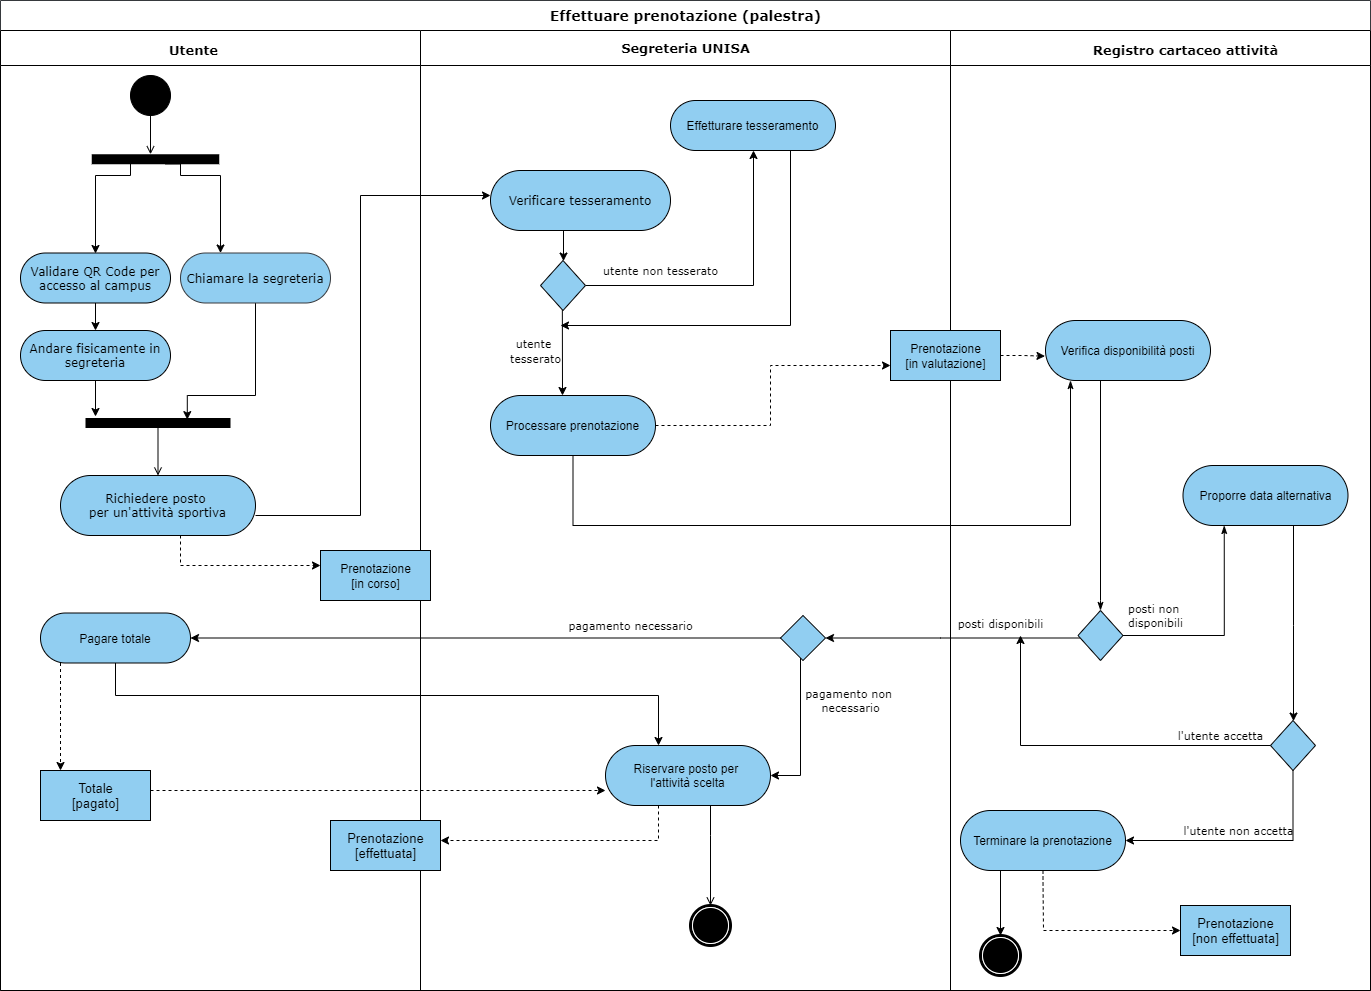 Effettuare prenotazione (palestra)
Utente
Segreteria UNISA
Registro cartaceo attività
Effetturare tesseramento
Verificare tesseramento
utente non tesserato
Validare QR Code per
accesso al campus
Chiamare la segreteria
Andare fisicamente in
segreteria
utente
tesserato
Prenotazione
[in valutazione]
Verifica disponibilità posti
Processare prenotazione
Richiedere posto
per un'attività sportiva
Proporre data alternativa
Prenotazione
[in corso]
Pagare totale
pagamento necessario
posti disponibili
posti non
disponibili
pagamento non
necessario
l'utente accetta
Riservare posto per
l'attività scelta
Totale
[pagato]
Prenotazione
[effettuata]
l'utente non accetta
Terminare la prenotazione
Prenotazione
[non effettuata]